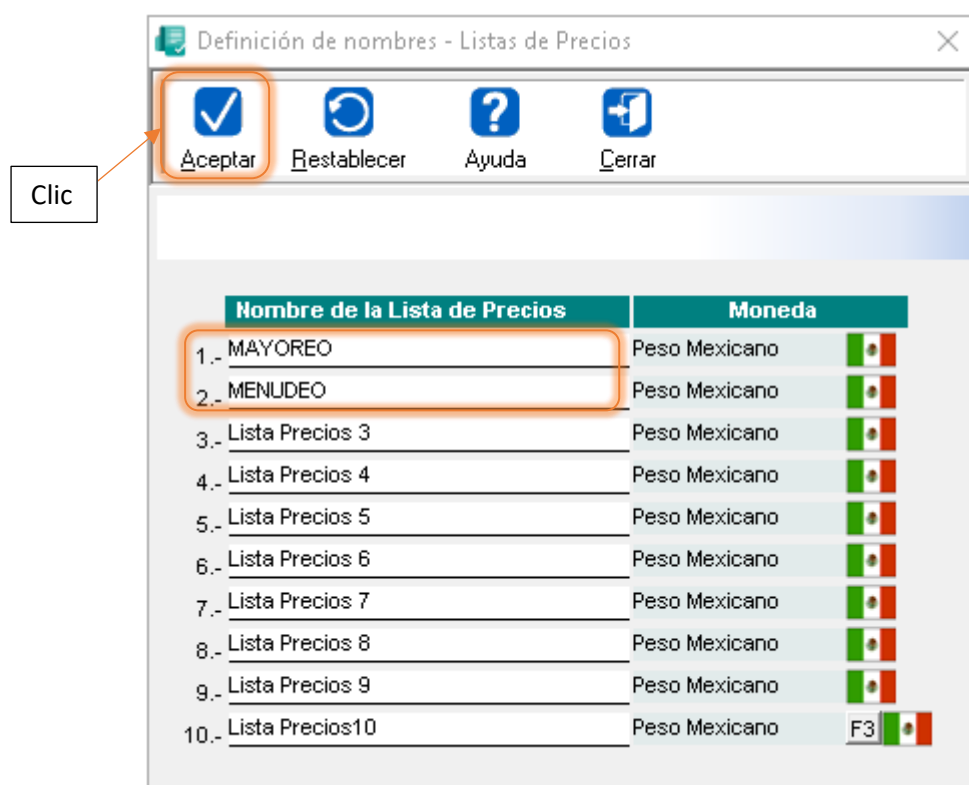 Definición de nombres - Listas de Precios
Aceptar Restablecer Ayuda Cerrar
Clic
Nombre de la Lista de Precios Moneda
1.- MAYOREO Peso Mexicano
2.- MENUDEO Peso Mexicano
3.- Lista Precios 3 Peso Mexicano
4.- Lista Precios 4 Peso Mexicano
5.- Lista Precios 5 Peso Mexicano
6.- Lista Precios 6 Peso Mexicano
7.- Lista Precios 7 Peso Mexicano
8.- Lista Precios 8 Peso Mexicano
9.- Lista Precios 9 Peso Mexicano
10.- Lista Precios10 Peso Mexicano F3